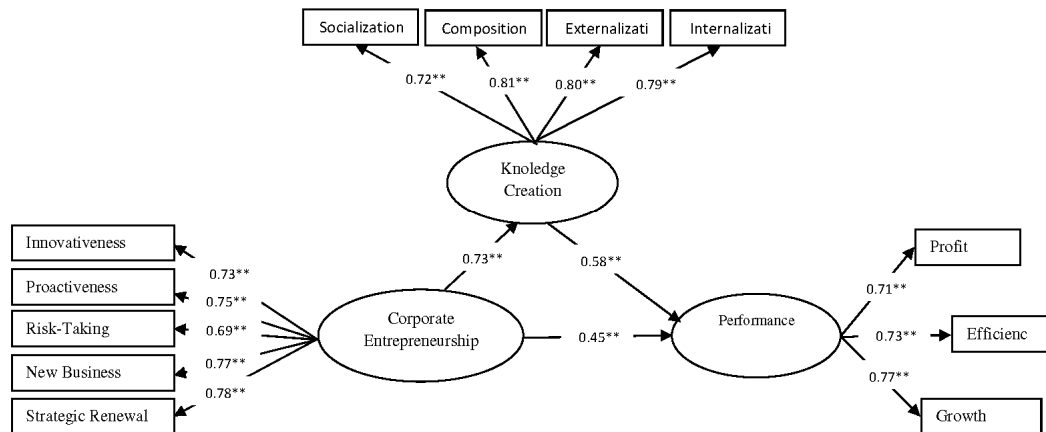 Socialization
Composition
Externalizati
Internalizati
0.72**
0.81**
0.80**
0.79**
Knoledge
Creation
Innovativeness
Proactiveness
Risk-Taking
New Business
Strategic Renewal
0.73**
0.75**
0.69**
0.77**
0.78**
Corporate
Entrepreneurship
0.73**
0.58**
0.45**
Performance
0.71**
0.73**
0.77**
Profit
Efficienc
Growth